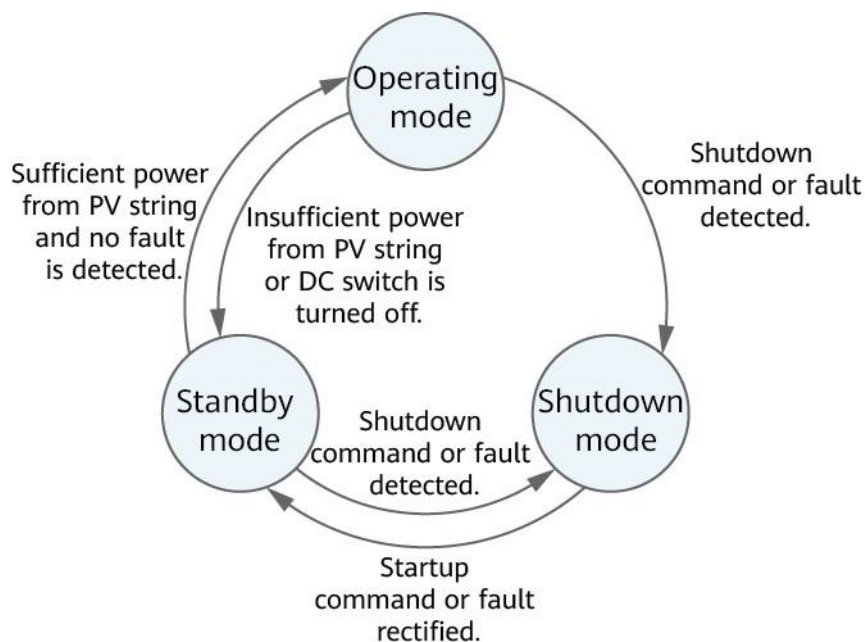 Operating
mode
Shutdown
command or fault
detected.
Sufficient power
from PV string
and no fault
is detected.
Insufficient power
from PV string
or DC switch is
turned off.
Standby
mode
Shutdown
command or fault
detected.
Shutdown
mode
Startup
command or fault
rectified.